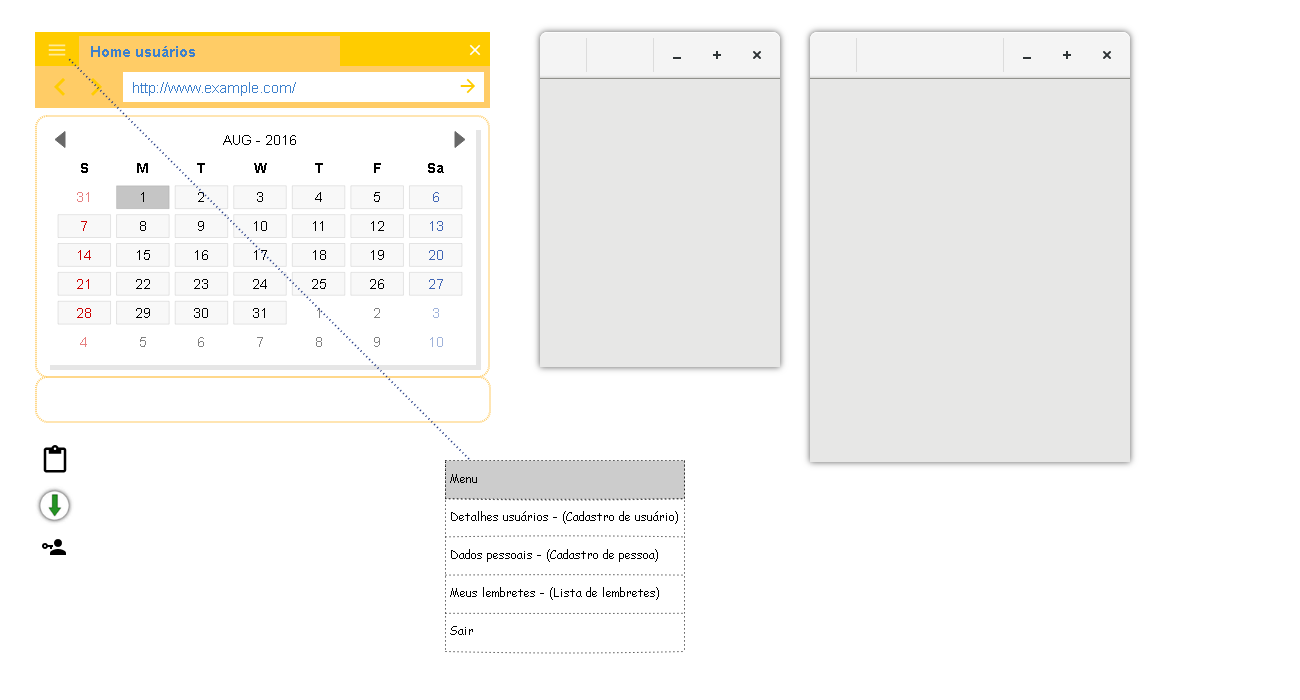 Home usuários
http://www.example.com/
AUG - 2016
S M T W T F Sa
31 1 2 3 4 5 6
7 8 9 10 11 12 13
14 15 16 17 18 19 20
21 22 23 24 25 26 27
28 29 30 31 1 2 3
4 5 6 7 8 9 10
Menu
Detalhes usuários - (Cadastro de usuário)
Dados pessoais - (Cadastro de pessoa)
Meus lembretes - (Lista de lembretes)
Sair